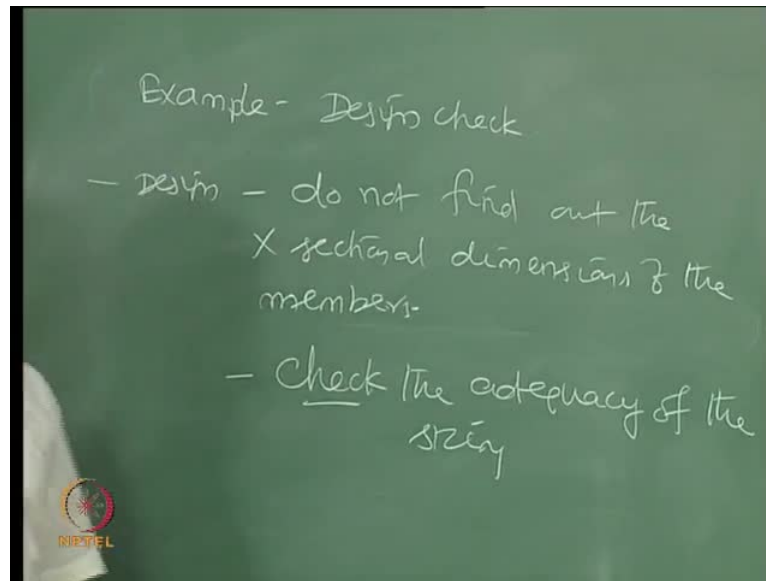 Example - Design check
- Design - do not find out the
X sectional dimensions of the
members.
- Check the adequacy of the
sizing
NPTEL